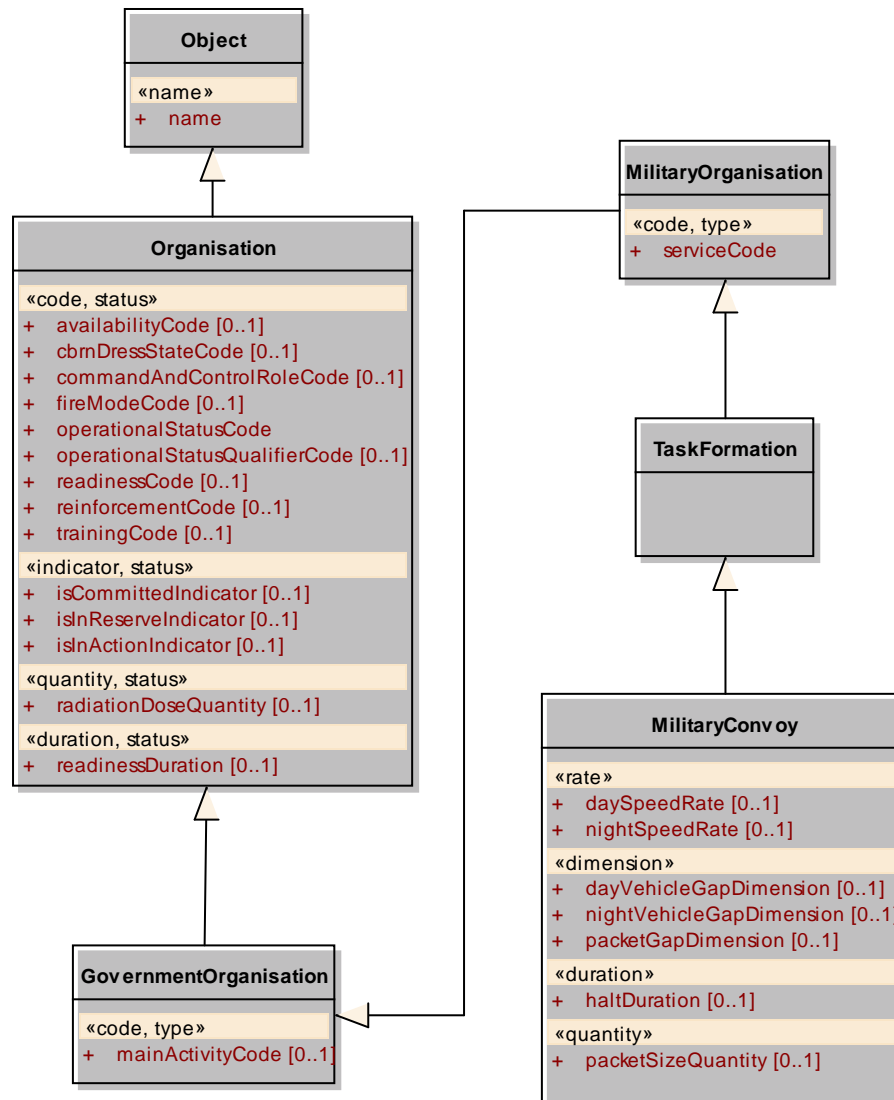 Object
«name»
+ name
Organisation
«code, status»
+ availabilityCode [0..1]
+ cbrnDressStateCode [0..1]
+ commandAndControlRoleCode [0..1]
+ fireModeCode [0..1]
+ operationalStatusCode
+ operationalStatusQualifierCode [0..1]
+ readinessCode [0..1]
+ reinforcementCode [0..1]
+ trainingCode [0..1]
«indicator, status»
+ isCommittedIndicator [0..1]
+ isInReserveIndicator [0..1]
+ isInActionIndicator [0..1]
«quantity, status»
+ radiationDoseQuantity [0..1]
«duration, status»
+ readinessDuration [0..1]
GovernmentOrganisation
«code, type»
+ mainActivityCode [0..1]
MilitaryOrganisation
«code, type»
+ serviceCode
TaskFormation
MilitaryConvoy
«rate»
+ daySpeedRate [0..1]
+ nightSpeedRate [0..1]
«dimension»
+ dayVehicleGapDimension [0..1]
+ nightVehicleGapDimension [0..1]
+ packetGapDimension [0..1]
«duration»
+ haltDuration [0..1]
«quantity»
+ packetSizeQuantity [0..1]